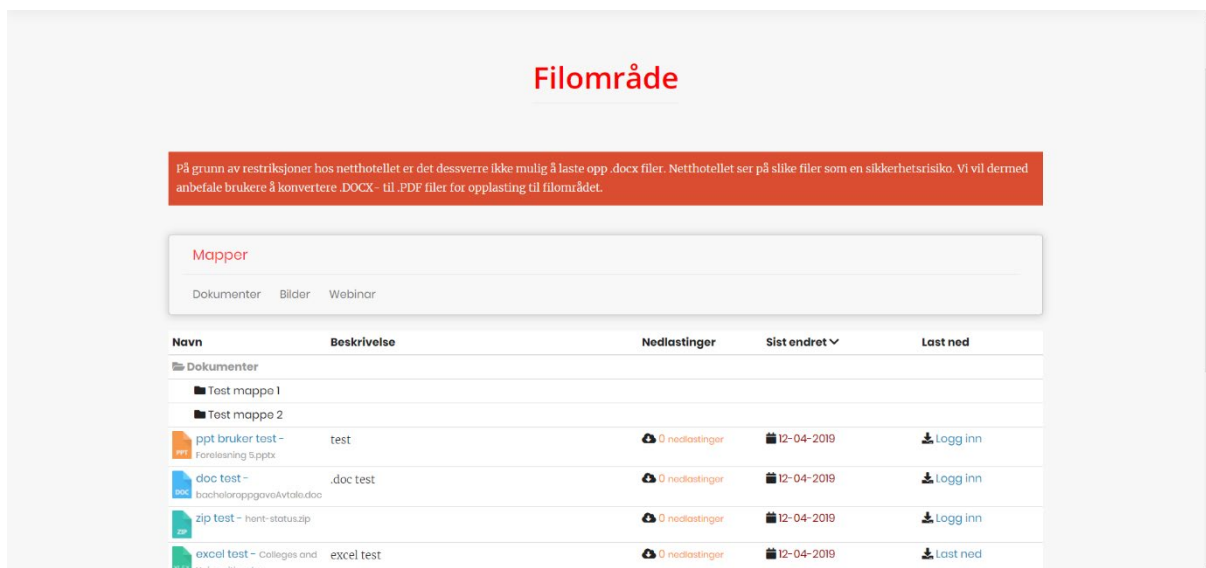 Filområde
På grunn av restriksjoner hos netthotellet er det dessverre ikke mulig å laste opp .docx filer. Netthotellet ser på slike filer som en sikkerhetsrisiko. Vi vil dermed
anbefale brukere å konvertere .DOCX- til .PDF filer for opplasting til filområdet.
Mapper
Dokumenter Bilder Webinar
Navn Beskrivelse Nedlastinger Sist endret Last ned
Dokumenter
Test mappe 1
Test mappe 2
ppt bruker test - test 0 nedlastinger 12-04-2019 Logg inn
PPT Forelesning 5.pptx
doc test - .doc test 0 nedlastinger 12-04-2019 Logg inn
DOC bacheloroppgaveAvtale.doc
zip test - hent-status.zip 0 nedlastinger 12-04-2019 Logg inn
ZIP
excel test - Colleges and excel test 0 nedlastinger 12-04-2019 Last ned